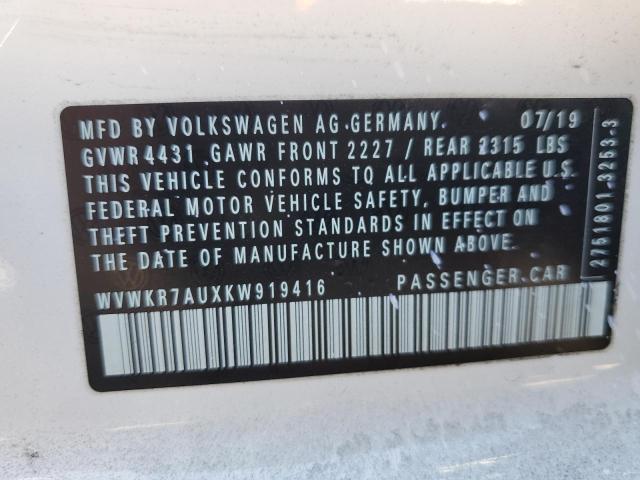 MFD BY VOLKSWAGEN AG GERMANY. 07/19
GVWR 4431 GAWR FRONT 2227 / REAR 2315 LBS
THIS VEHICLE CONFORMS TO ALL APPLICABLE U.S.
FEDERAL MOTOR VEHICLE SAFETY, BUMPER AND
THEFT PREVENTION STANDARDS IN EFFECT ON
THE DATE OF MANUFACTURE SHOWN ABOVE.
WVWKR7AUXKW919416 PASSENGER CAR
2751801 3253 3